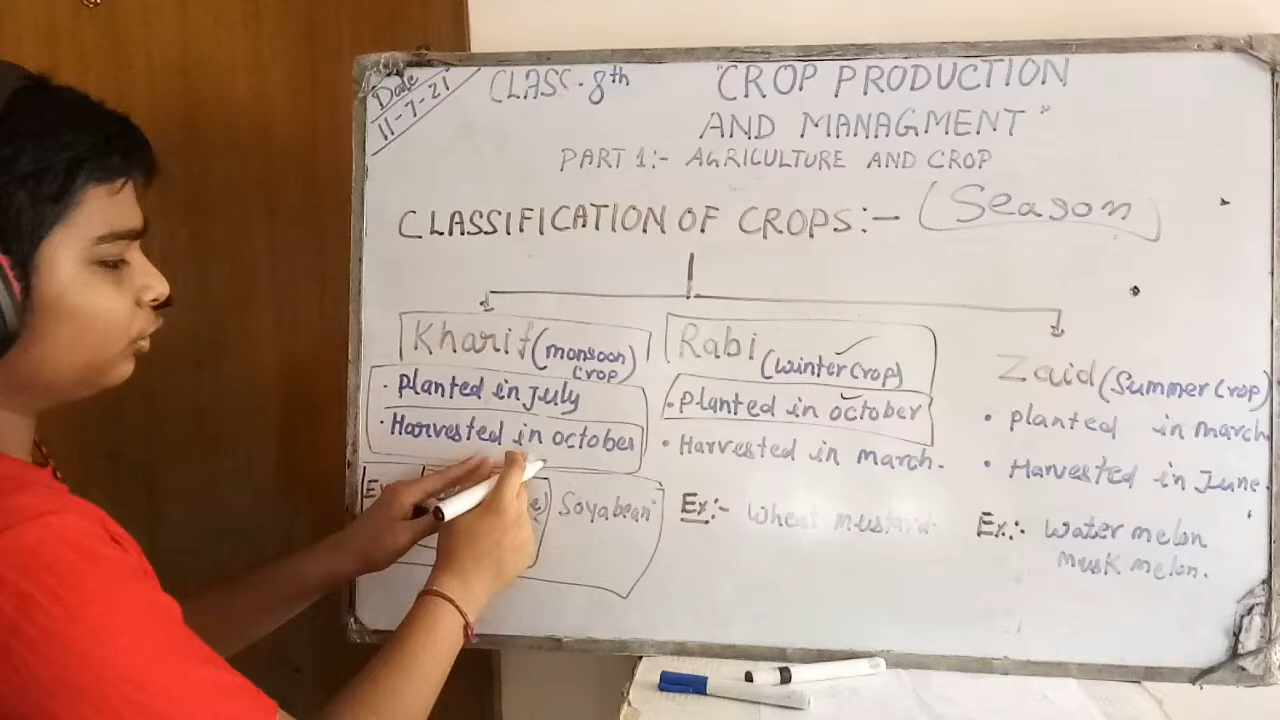 Date
11-7-21
CLASS-8th
"CROP PRODUCTION
AND MANAGMENT"
PART 1:- AGRICULTURE AND CROP
CLASSIFICATION OF CROPS:- (Season)
Kharif (monsoon crop)
• Planted in July
• Harvested in october
Soyabean
Rabi (winter crop)
• Planted in october
• Harvested in march.
Ex:- Wheat mustard
Zaid (Summer Crop)
• planted in march
• Harvested in June.
Ex:- Water melon
musk melon.